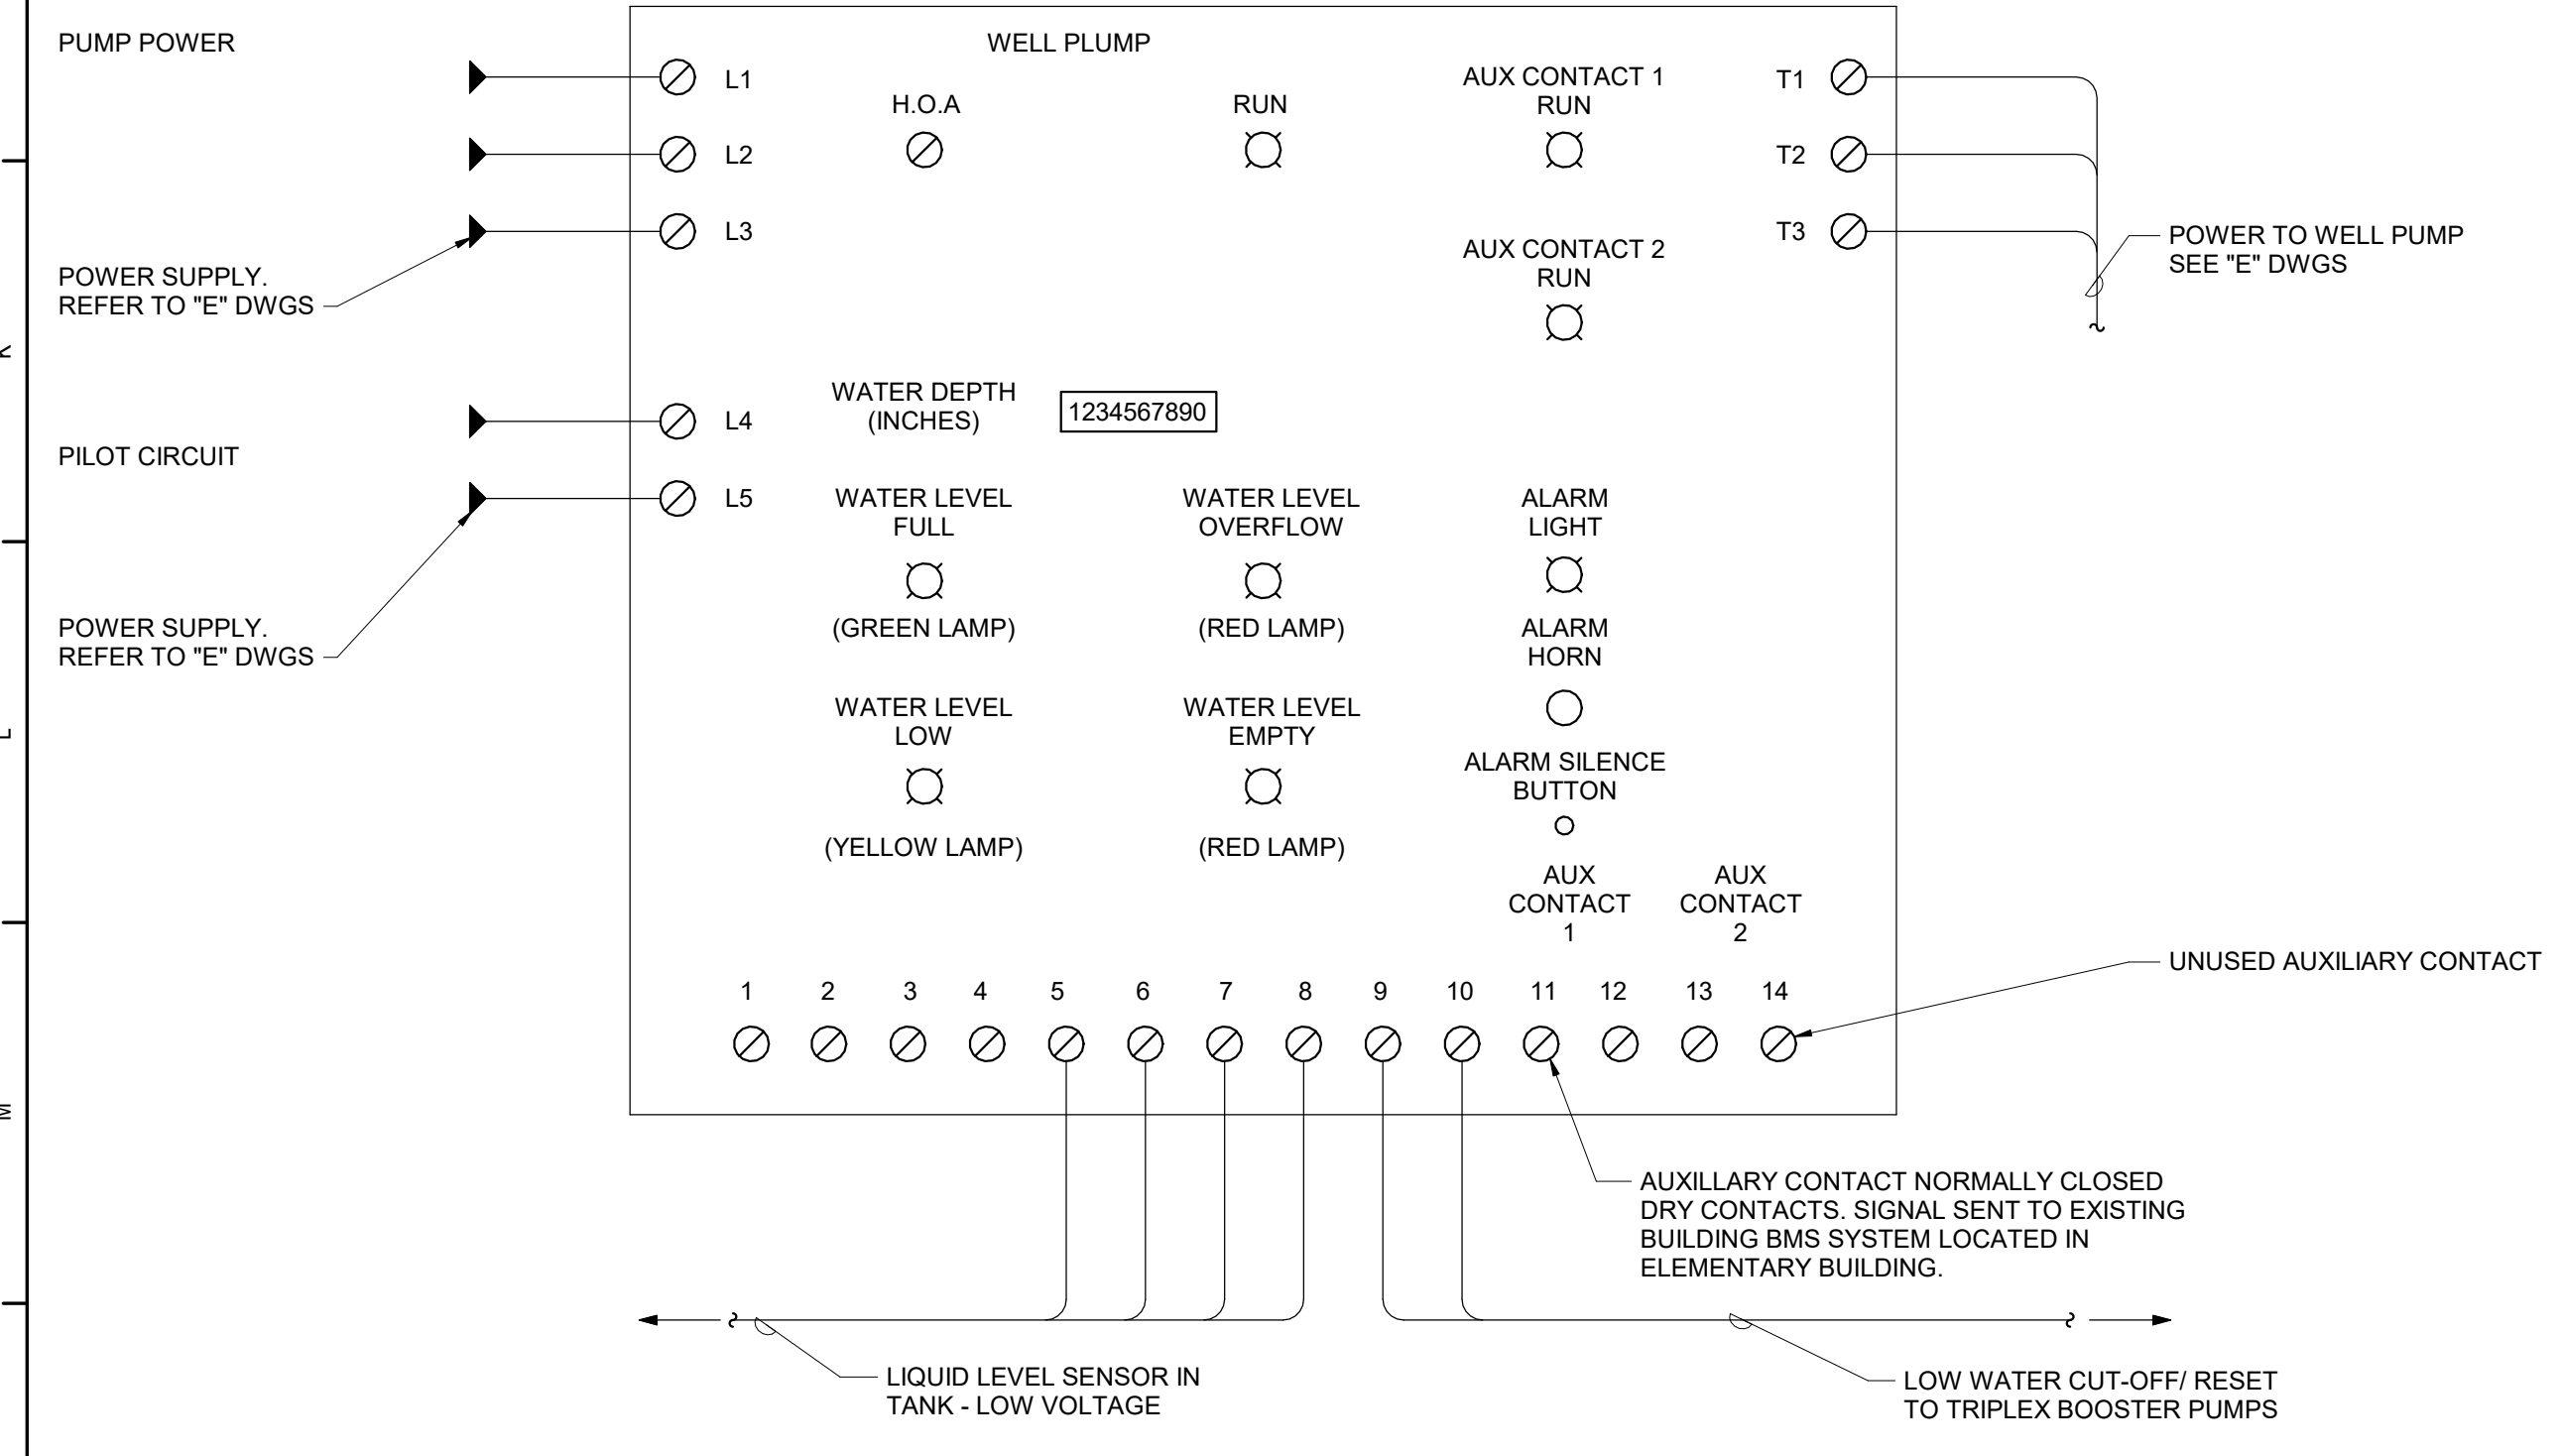 PUMP POWER
WELL PLUMP
L1
L2
L3
H.O.A
RUN
AUX CONTACT 1
RUN
AUX CONTACT 2
RUN
T1
T2
T3
POWER SUPPLY.
REFER TO "E" DWGS
POWER TO WELL PUMP
SEE "E" DWGS
K
WATER DEPTH
(INCHES)
1234567890
L4
PILOT CIRCUIT
L5
WATER LEVEL
FULL
(GREEN LAMP)
WATER LEVEL
OVERFLOW
(RED LAMP)
ALARM
LIGHT
ALARM
HORN
POWER SUPPLY.
REFER TO "E" DWGS
L
WATER LEVEL
LOW
(YELLOW LAMP)
WATER LEVEL
EMPTY
(RED LAMP)
ALARM SILENCE
BUTTON
AUX
CONTACT
1
AUX
CONTACT
2
UNUSED AUXILIARY CONTACT
1 2 3 4 5 6 7 8 9 10 11 12 13 14
M
AUXILLARY CONTACT NORMALLY CLOSED
DRY CONTACTS. SIGNAL SENT TO EXISTING
BUILDING BMS SYSTEM LOCATED IN
ELEMENTARY BUILDING.
LIQUID LEVEL SENSOR IN
TANK - LOW VOLTAGE
LOW WATER CUT-OFF/ RESET
TO TRIPLEX BOOSTER PUMPS